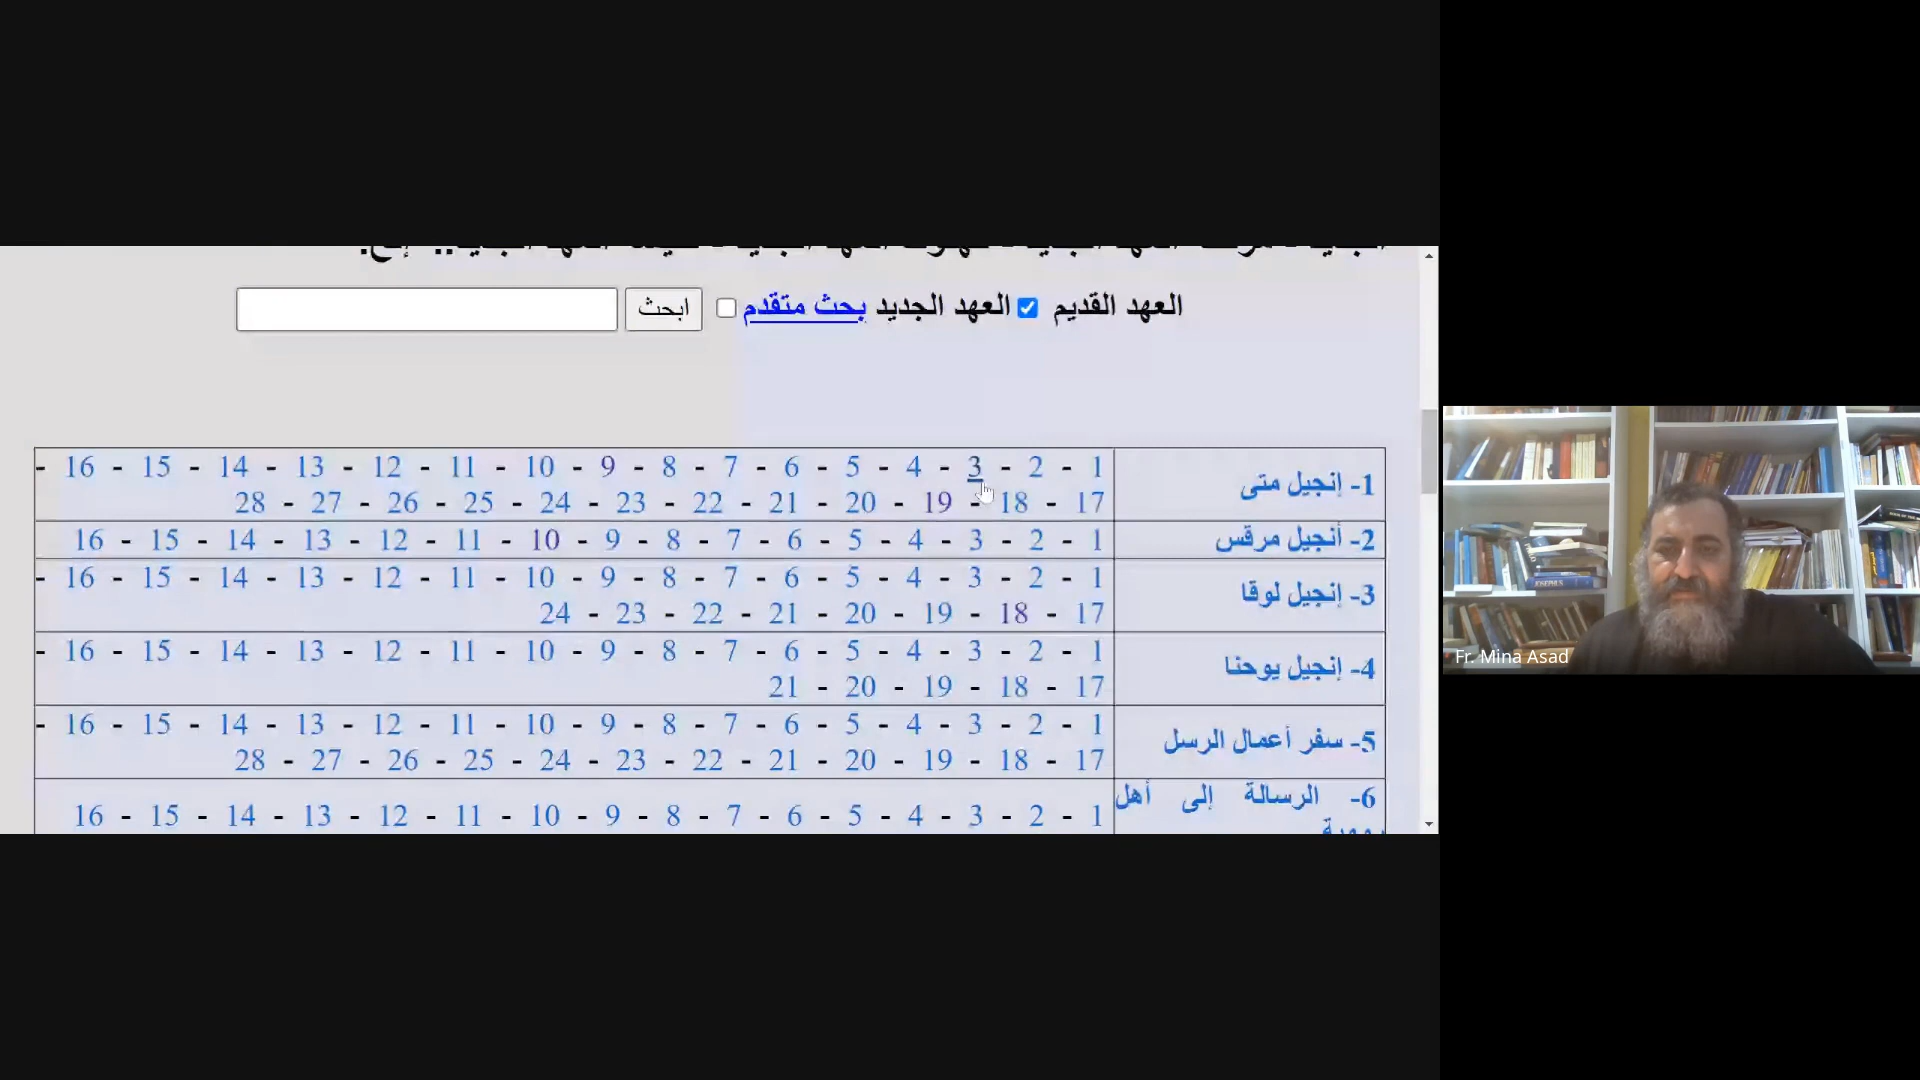 العهد القديم العهد الجديد بحث متقدم ابحث
1- إنجيل متى
1 - 2 - 3 - 4 - 5 - 6 - 7 - 8 - 9 - 10 - 11 - 12 - 13 - 14 - 15 - 16 -
17 - 18 - 19 - 20 - 21 - 22 - 23 - 24 - 25 - 26 - 27 - 28
2- أنجيل مرقس
1 - 2 - 3 - 4 - 5 - 6 - 7 - 8 - 9 - 10 - 11 - 12 - 13 - 14 - 15 - 16
3- إنجيل لوقا
1 - 2 - 3 - 4 - 5 - 6 - 7 - 8 - 9 - 10 - 11 - 12 - 13 - 14 - 15 - 16 -
17 - 18 - 19 - 20 - 21 - 22 - 23 - 24
4- إنجيل يوحنا
1 - 2 - 3 - 4 - 5 - 6 - 7 - 8 - 9 - 10 - 11 - 12 - 13 - 14 - 15 - 16 -
17 - 18 - 19 - 20 - 21
5- سفر أعمال الرسل
1 - 2 - 3 - 4 - 5 - 6 - 7 - 8 - 9 - 10 - 11 - 12 - 13 - 14 - 15 - 16 -
17 - 18 - 19 - 20 - 21 - 22 - 23 - 24 - 25 - 26 - 27 - 28
6- الرسالة إلى أهل
1 - 2 - 3 - 4 - 5 - 6 - 7 - 8 - 9 - 10 - 11 - 12 - 13 - 14 - 15 - 16
Fr. Mina Asad